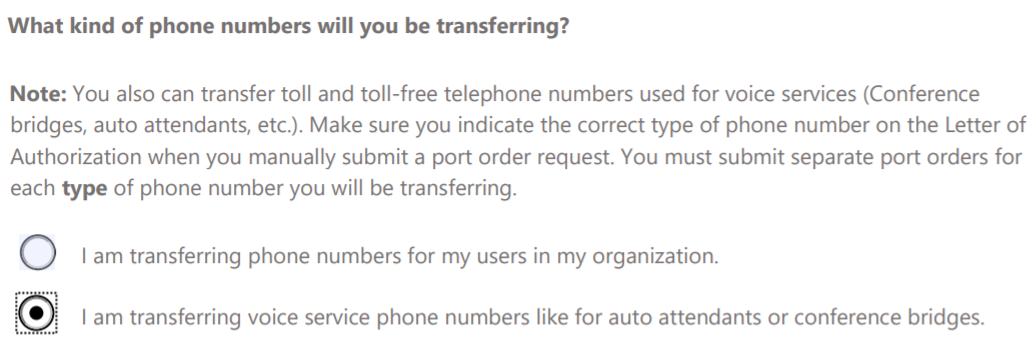 What kind of phone numbers will you be transferring?
Note: You also can transfer toll and toll-free telephone numbers used for voice services (Conference
bridges, auto attendants, etc.). Make sure you indicate the correct type of phone number on the Letter of
Authorization when you manually submit a port order request. You must submit separate port orders for
each type of phone number you will be transferring.
I am transferring phone numbers for my users in my organization.
I am transferring voice service phone numbers like for auto attendants or conference bridges.